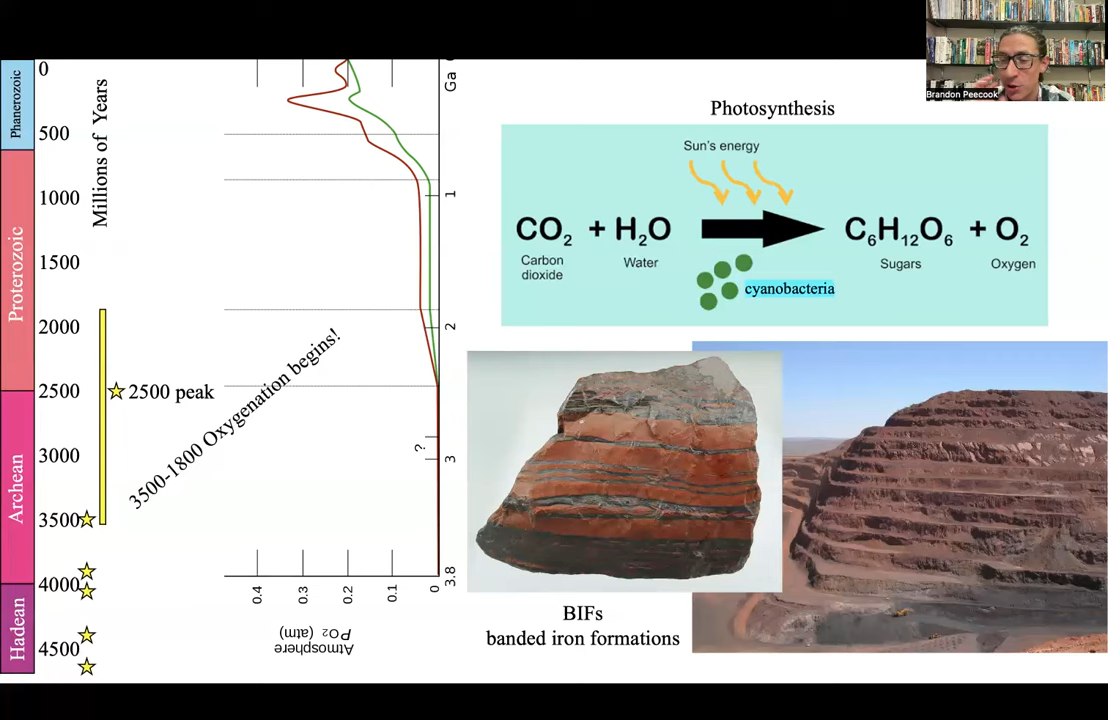 Phanerozoic
Proterozoic
Archean
Hadean
0
500
1000
1500
2000
2500
3000
3500
4000
4500
Millions of Years
2500 peak
3500-1800 Oxygenation begins!
Ga
1
2
?
3
3.8
0.4
0.3
0.2
0.1
0
Atmosphere
PO2 (atm)
Photosynthesis
Sun's energy
CO2 + H2O C6H12O6 + O2
Carbon dioxide
Water
Sugars
Oxygen
cyanobacteria
BIFs
banded iron formations
Brandon Peecook